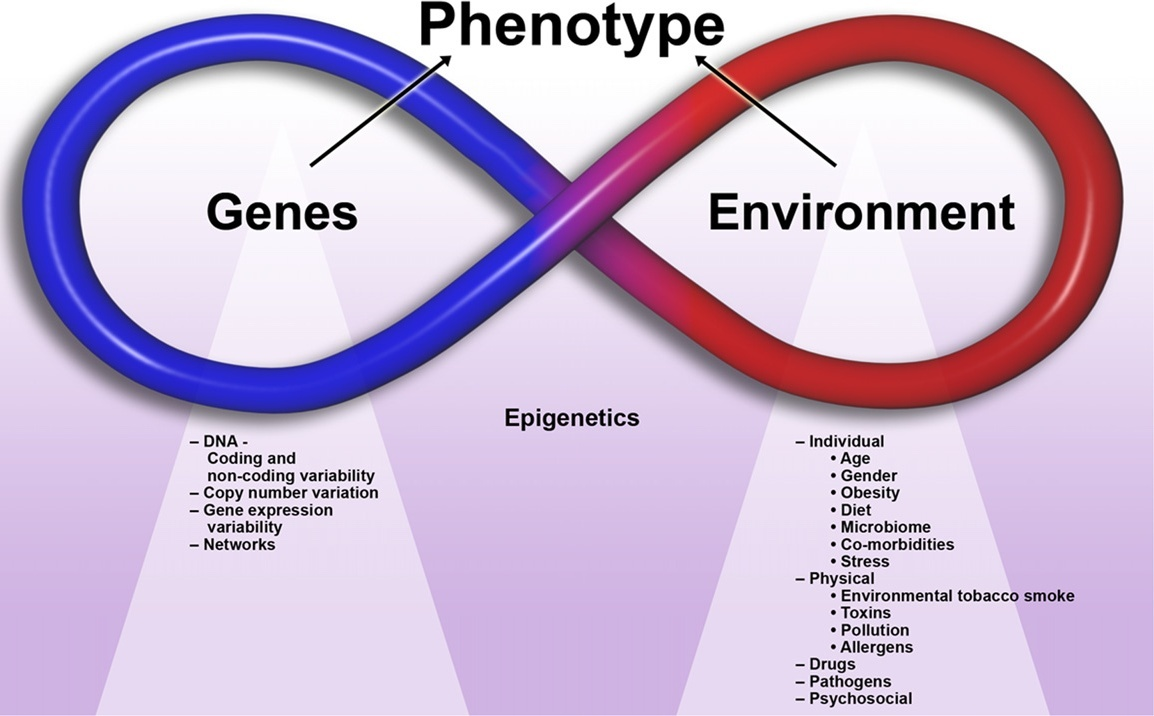 Phenotype
Genes
Environment
Epigenetics
– DNA -
Coding and
non-coding variability
– Copy number variation
– Gene expression
variability
– Networks
– Individual
• Age
• Gender
• Obesity
• Diet
• Microbiome
• Co-morbidities
• Stress
– Physical
• Environmental tobacco smoke
• Toxins
• Pollution
• Allergens
– Drugs
– Pathogens
– Psychosocial